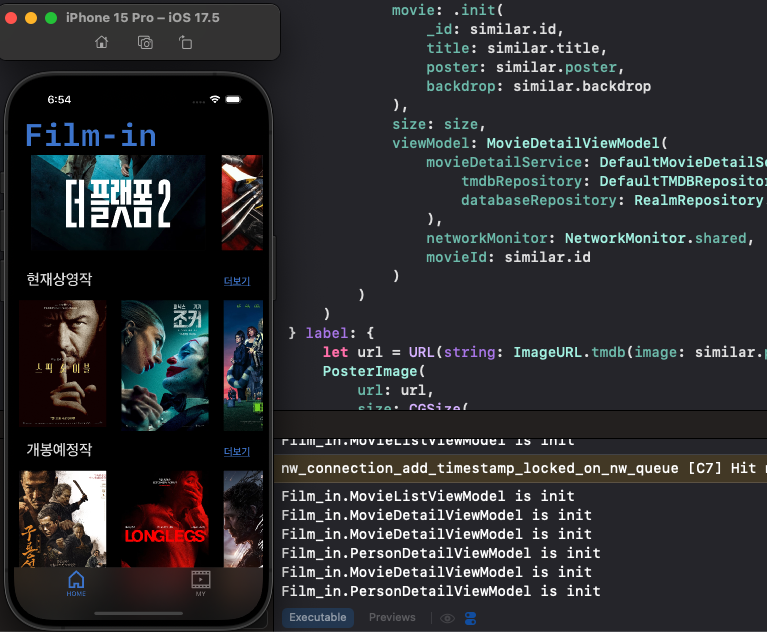 iPhone 15 Pro – iOS 17.5
6:54
Film-in
더 플랫폼 2
현재상영작
더보기
스픽 노 이블
조커
개봉예정작
더보기
LONGLEGS
HOME
MY
movie: .init(
_id: similar.id,
title: similar.title,
poster: similar.poster,
backdrop: similar.backdrop
),
size: size,
viewModel: MovieDetailViewModel(
movieDetailService: DefaultMovieDetailSe
tmdbRepository: DefaultTMDBRepositor
databaseRepository: RealmRepository
),
networkMonitor: NetworkMonitor.shared,
movieId: similar.id
)
)
)
} label: {
let url = URL(string: ImageURL.tmdb(image: similar.p
PosterImage(
url: url,
size: CGSize(
Film_in.MovieListViewModel is init
nw_connection_add_timestamp_locked_on_nw_queue [C7] Hit
Film_in.MovieListViewModel is init
Film_in.MovieDetailViewModel is init
Film_in.MovieDetailViewModel is init
Film_in.PersonDetailViewModel is init
Film_in.MovieDetailViewModel is init
Film_in.PersonDetailViewModel is init
Executable
Previews